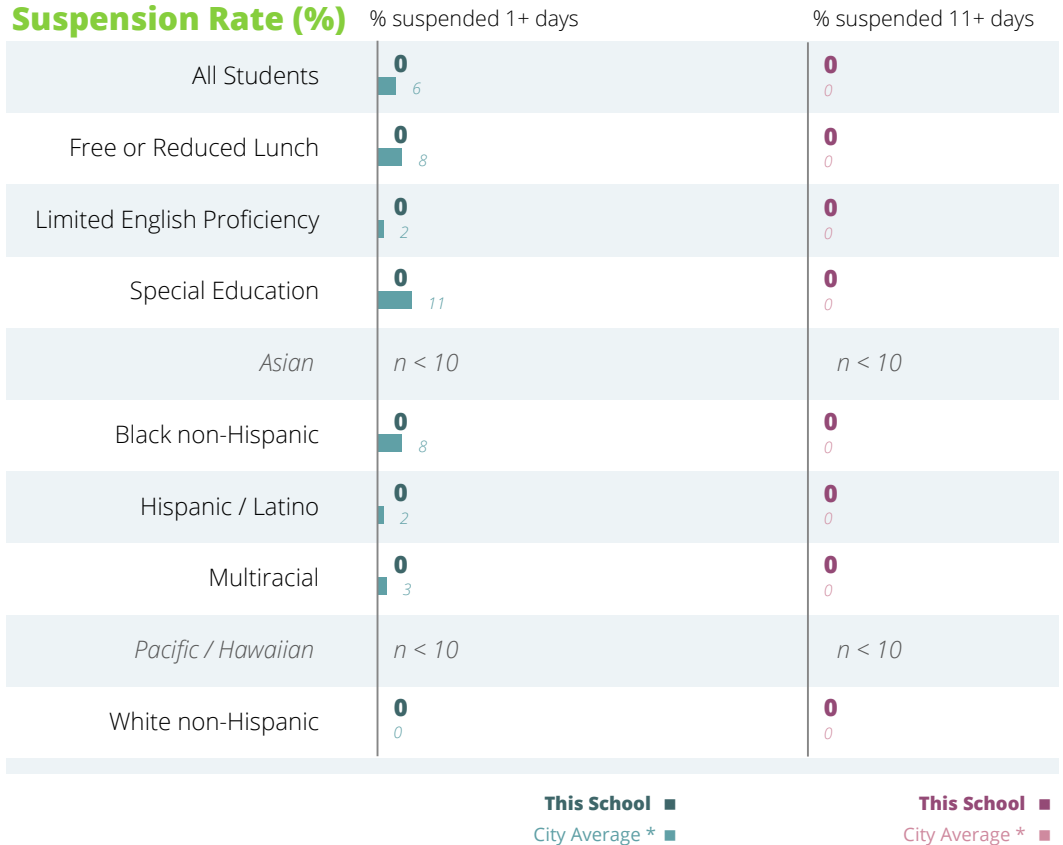 Suspension Rate (%) % suspended 1+ days % suspended 11+ days
All Students 0 0
6 0
Free or Reduced Lunch 0 0
8 0
Limited English Proficiency 0 0
2 0
Special Education 0 0
11 0
Asian n < 10 n < 10
Black non-Hispanic 0 0
8 0
Hispanic / Latino 0 0
2 0
Multiracial 0 0
3 0
Pacific / Hawaiian n < 10 n < 10
White non-Hispanic 0 0
0 0
This School This School
City Average * City Average *